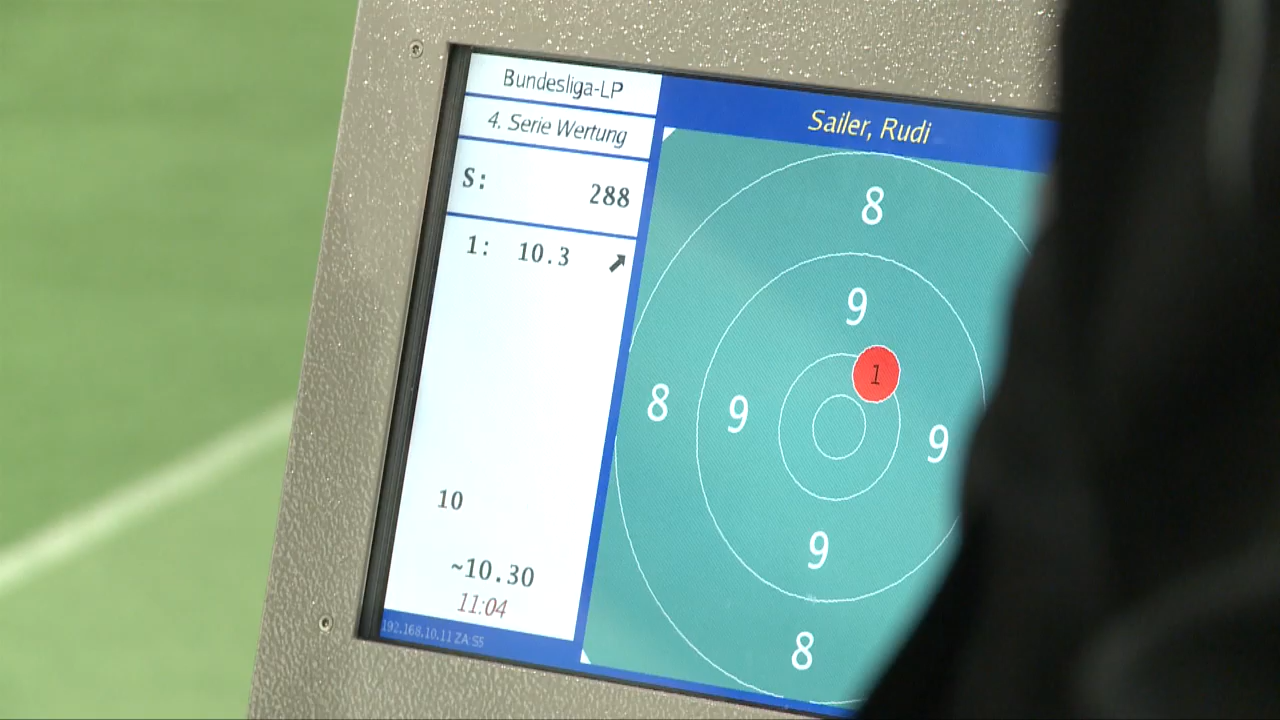 Bundesliga-LP
4. Serie Wertung
S: 288
1: 10.3
10
~10.30
11:04
192.168.10.11 ZA:S5
Sailer, Rudi
8
9
1
8 9 9
9
8